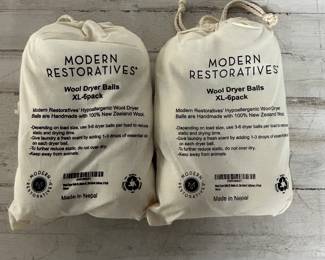 MODERN
RESTORATIVES®
Wool Dryer Balls
XL-6pack
Modern Restoratives' Hypoallergenic Wool Dryer
Balls are Handmade with 100% New Zealand Wool.
-Depending on load size, use 3-6 dryer balls per load to reduce
static and drying time.
-Give laundry a fresh scent by adding 1-3 drops of essential oil
on each dryer ball.
-To further reduce static, do not over dry.
-Keep away from animals.
MODERN
RESTORATIVES
Made in Nepal
MODERN
RESTORATIVES®
Wool Dryer Balls
XL-6pack
Modern Restoratives' Hypoallergenic Wool Dryer
Balls are Handmade with 100% New Zealand Wool.
-Depending on load size, use 3-6 dryer balls per load to reduce
static and drying time.
-Give laundry a fresh scent by adding 1-3 drops of essential oil
on each dryer ball.
-To further reduce static, do not over dry.
-Keep away from animals.
MODERN
RESTORATIVES
Made in Nepal